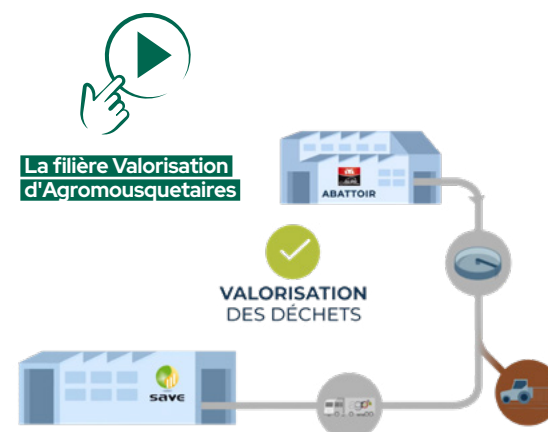 La filière Valorisation
d'Agromousquetaires
ABATTOIR
VALORISATION
DES DÉCHETS
save